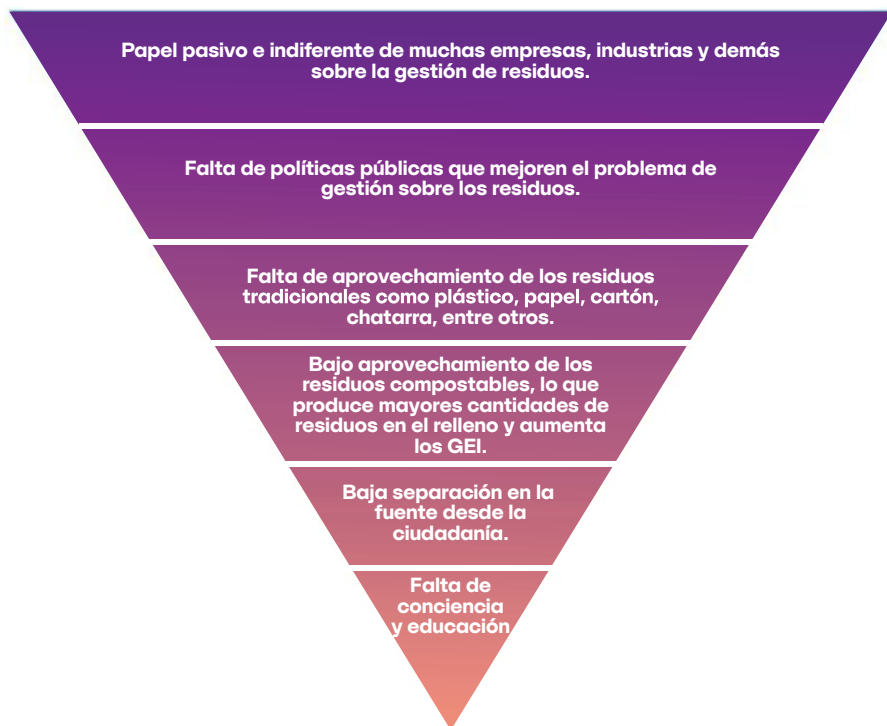 Papel pasivo e indiferente de muchas empresas, industrias y demás
sobre la gestión de residuos.
Falta de políticas públicas que mejoren el problema de
gestión sobre los residuos.
Falta de aprovechamiento de los residuos
tradicionales como plástico, papel, cartón,
chatarra, entre otros.
Bajo aprovechamiento de los
residuos compostables, lo que
produce mayores cantidades de
residuos en el relleno y aumenta
los GEI.
Baja separación en la
fuente desde la
ciudadanía.
Falta de
conciencia
y educación